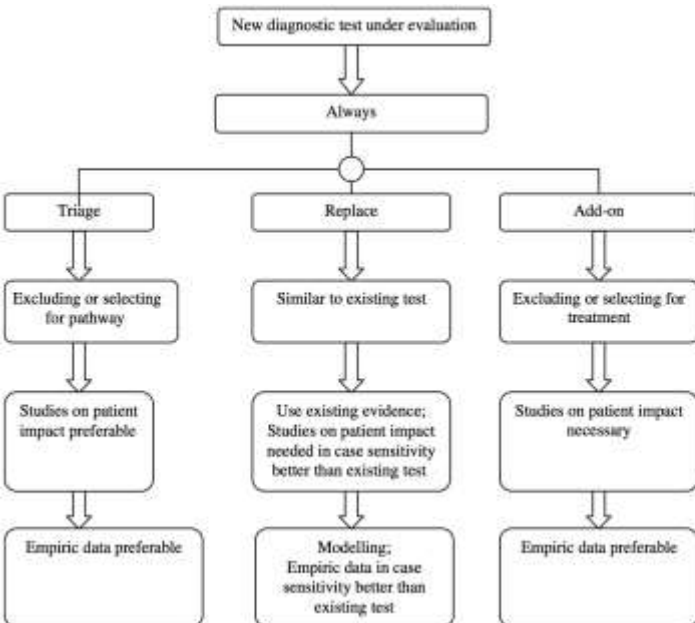 New diagnostic test under evaluation
Always
Triage
Replace
Add-on
Excluding or selecting
for pathway
Similar to existing test
Excluding or selecting for
treatment
Studies on patient
impact preferable
Use existing evidence;
Studies on patient impact
needed in case sensitivity
better than existing test
Studies on patient impact
necessary
Empiric data preferable
Modelling;
Empiric data in case
sensitivity better than
existing test
Empiric data preferable